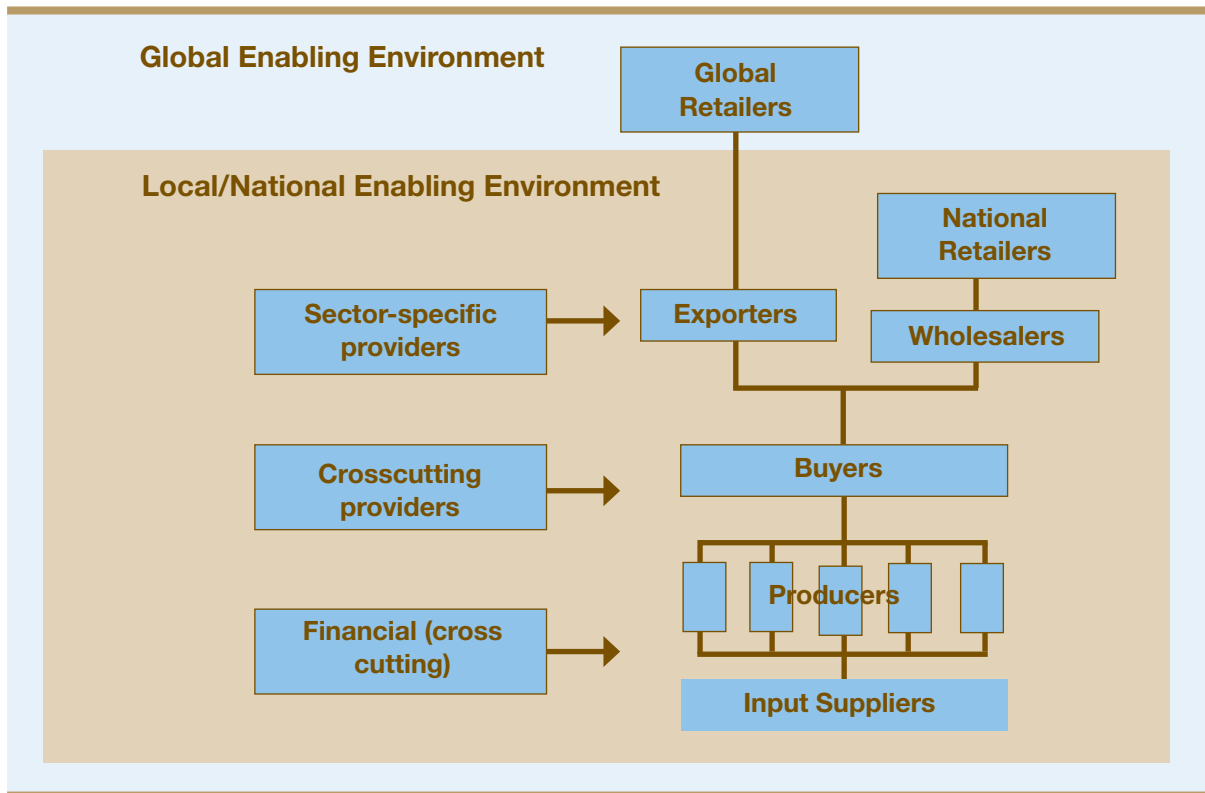 Global Enabling Environment
Global
Retailers
Local/National Enabling Environment
National
Retailers
Sector-specific
providers
Exporters
Wholesalers
Crosscutting
providers
Buyers
Producers
Financial (cross
cutting)
Input Suppliers